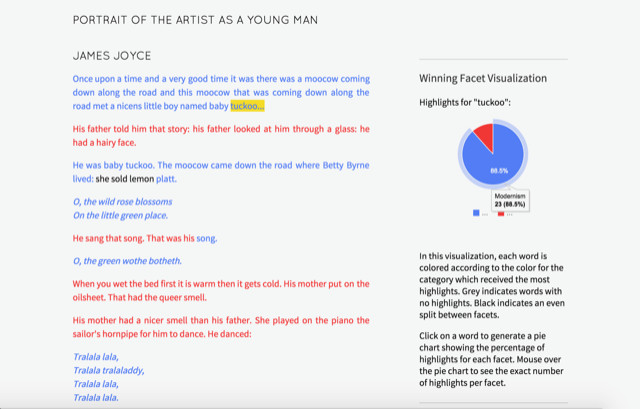 PORTRAIT OF THE ARTIST AS A YOUNG MAN
JAMES JOYCE
Once upon a time and a very good time it was there was a moocow coming
down along the road and this moocow that was coming down along the
road met a nicens little boy named baby tuckoo...
His father told him that story: his father looked at him through a glass: he
had a hairy face.
He was baby tuckoo. The moocow came down the road where Betty Byrne
lived: she sold lemon platt.
O, the wild rose blossoms
On the little green place.
He sang that song. That was his song.
O, the green wothe botheth.
When you wet the bed first it is warm then it gets cold. His mother put on the
oilsheet. That had the queer smell.
His mother had a nicer smell than his father. She played on the piano the
sailor's hornpipe for him to dance. He danced:
Tralala lala,
Tralala tralaladdy,
Tralala lala,
Tralala lala.
Winning Facet Visualization
Highlights for "tuckoo":
88.5%
Modernism
23 (88.5%)
... ...
In this visualization, each word is
colored according to the color for the
category which received the most
highlights. Grey indicates words with
no highlights. Black indicates an even
split between facets.
Click on a word to generate a pie
chart showing the percentage of
highlights for each facet. Mouse over
the pie chart to see the exact number
of highlights per facet.